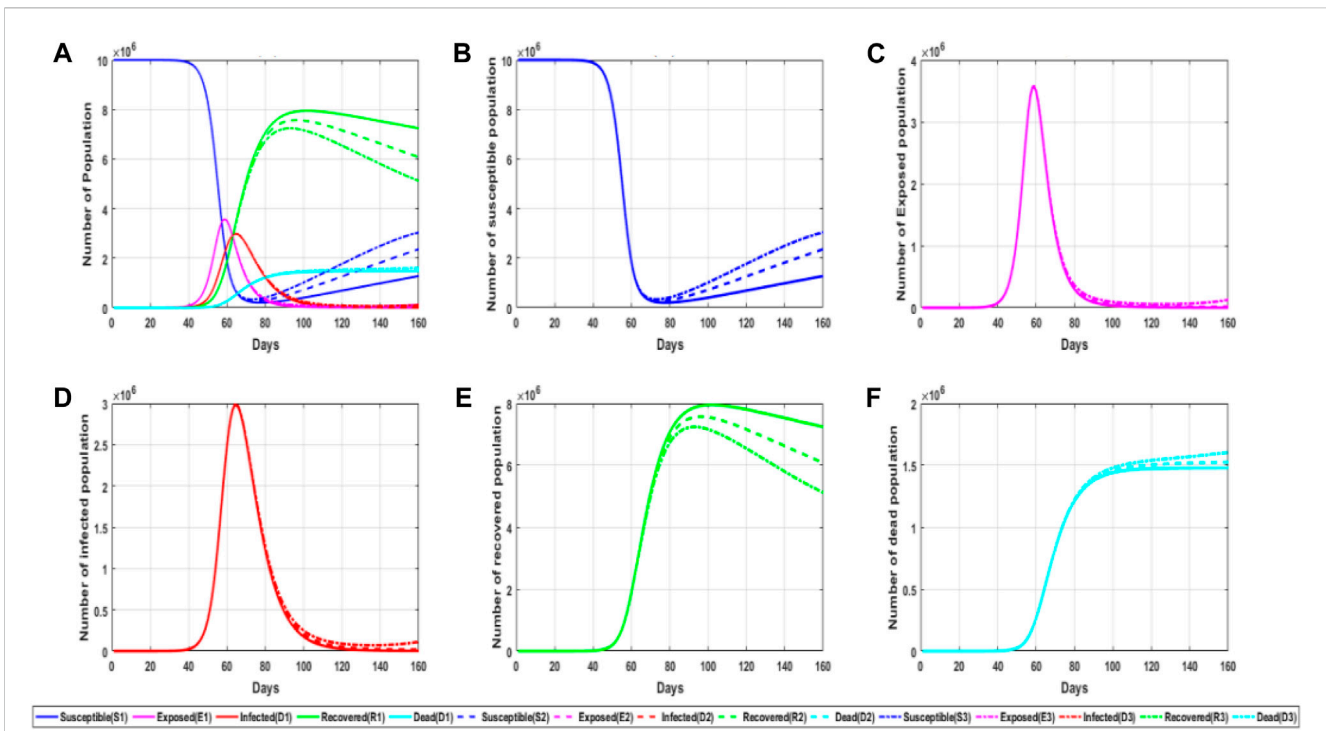 A
×10⁶
10
8
6
4
2
0
Number of Population
0 20 40 60 80 100 120 140 160
Days
B
×10⁶
10
8
6
4
2
0
Number of susceptible population
0 20 40 60 80 100 120 140 160
Days
C
×10⁶
4
3
2
1
0
Number of Exposed population
0 20 40 60 80 100 120 140 160
Days
D
×10⁶
3
2.5
2
1.5
1
0.5
0
Number of infected population
0 20 40 60 80 100 120 140 160
Days
E
×10⁶
8
6
4
2
0
Number of recovered population
0 20 40 60 80 100 120 140 160
Days
F
×10⁶
2
1.5
1
0.5
0
Number of dead population
0 20 40 60 80 100 120 140 160
Days
Susceptible(S1) Exposed(E1) Infected(D1) Recovered(R1) Dead(D1) Susceptible(S2) Exposed(E2) Infected(D2) Recovered(R2) Dead(D2) Susceptible(S3) Exposed(E3) Infected(D3) Recovered(R3) Dead(D3)